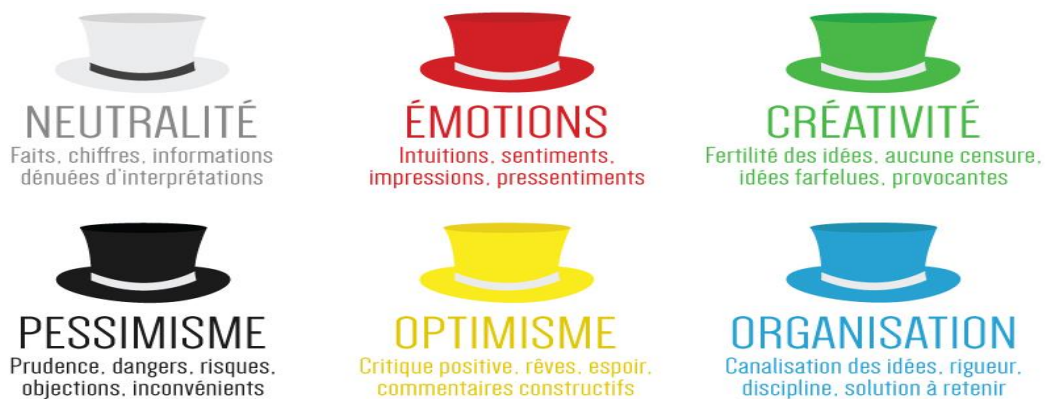 NEUTRALITÉ
Faits, chiffres, informations
dénuées d'interprétations
ÉMOTIONS
Intuitions, sentiments,
impressions, pressentiments
CRÉATIVITÉ
Fertilité des idées, aucune censure,
idées farfelues, provocantes
PESSIMISME
Prudence, dangers, risques,
objections, inconvénients
OPTIMISME
Critique positive, rêves, espoir,
commentaires constructifs
ORGANISATION
Canalisation des idées, rigueur,
discipline, solution à retenir